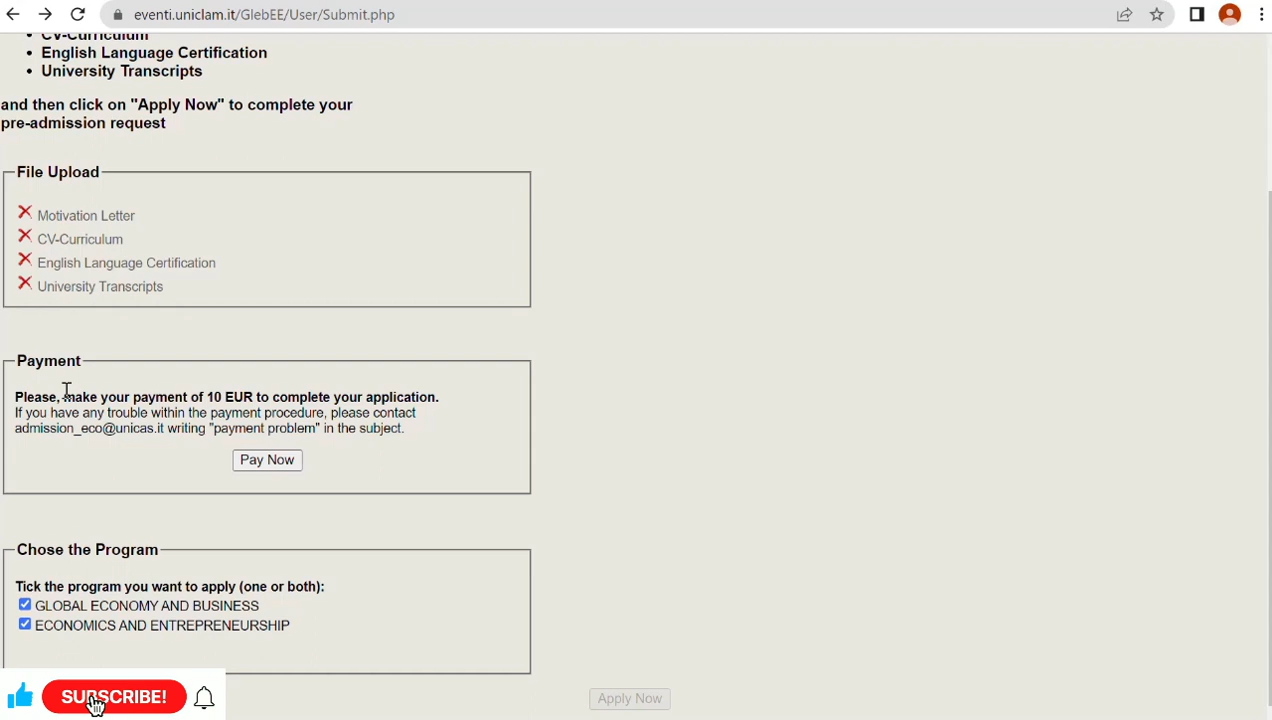 eventi.uniclam.it/GlebEE/User/Submit.php
CV-Curriculum
English Language Certification
University Transcripts
and then click on "Apply Now" to complete your
pre-admission request
File Upload
Motivation Letter
CV-Curriculum
English Language Certification
University Transcripts
Payment
Please, make your payment of 10 EUR to complete your application.
If you have any trouble within the payment procedure, please contact
admission_eco@unicas.it writing "payment problem" in the subject.
Pay Now
Chose the Program
Tick the program you want to apply (one or both):
GLOBAL ECONOMY AND BUSINESS
ECONOMICS AND ENTREPRENEURSHIP
SUBSCRIBE!
Apply Now